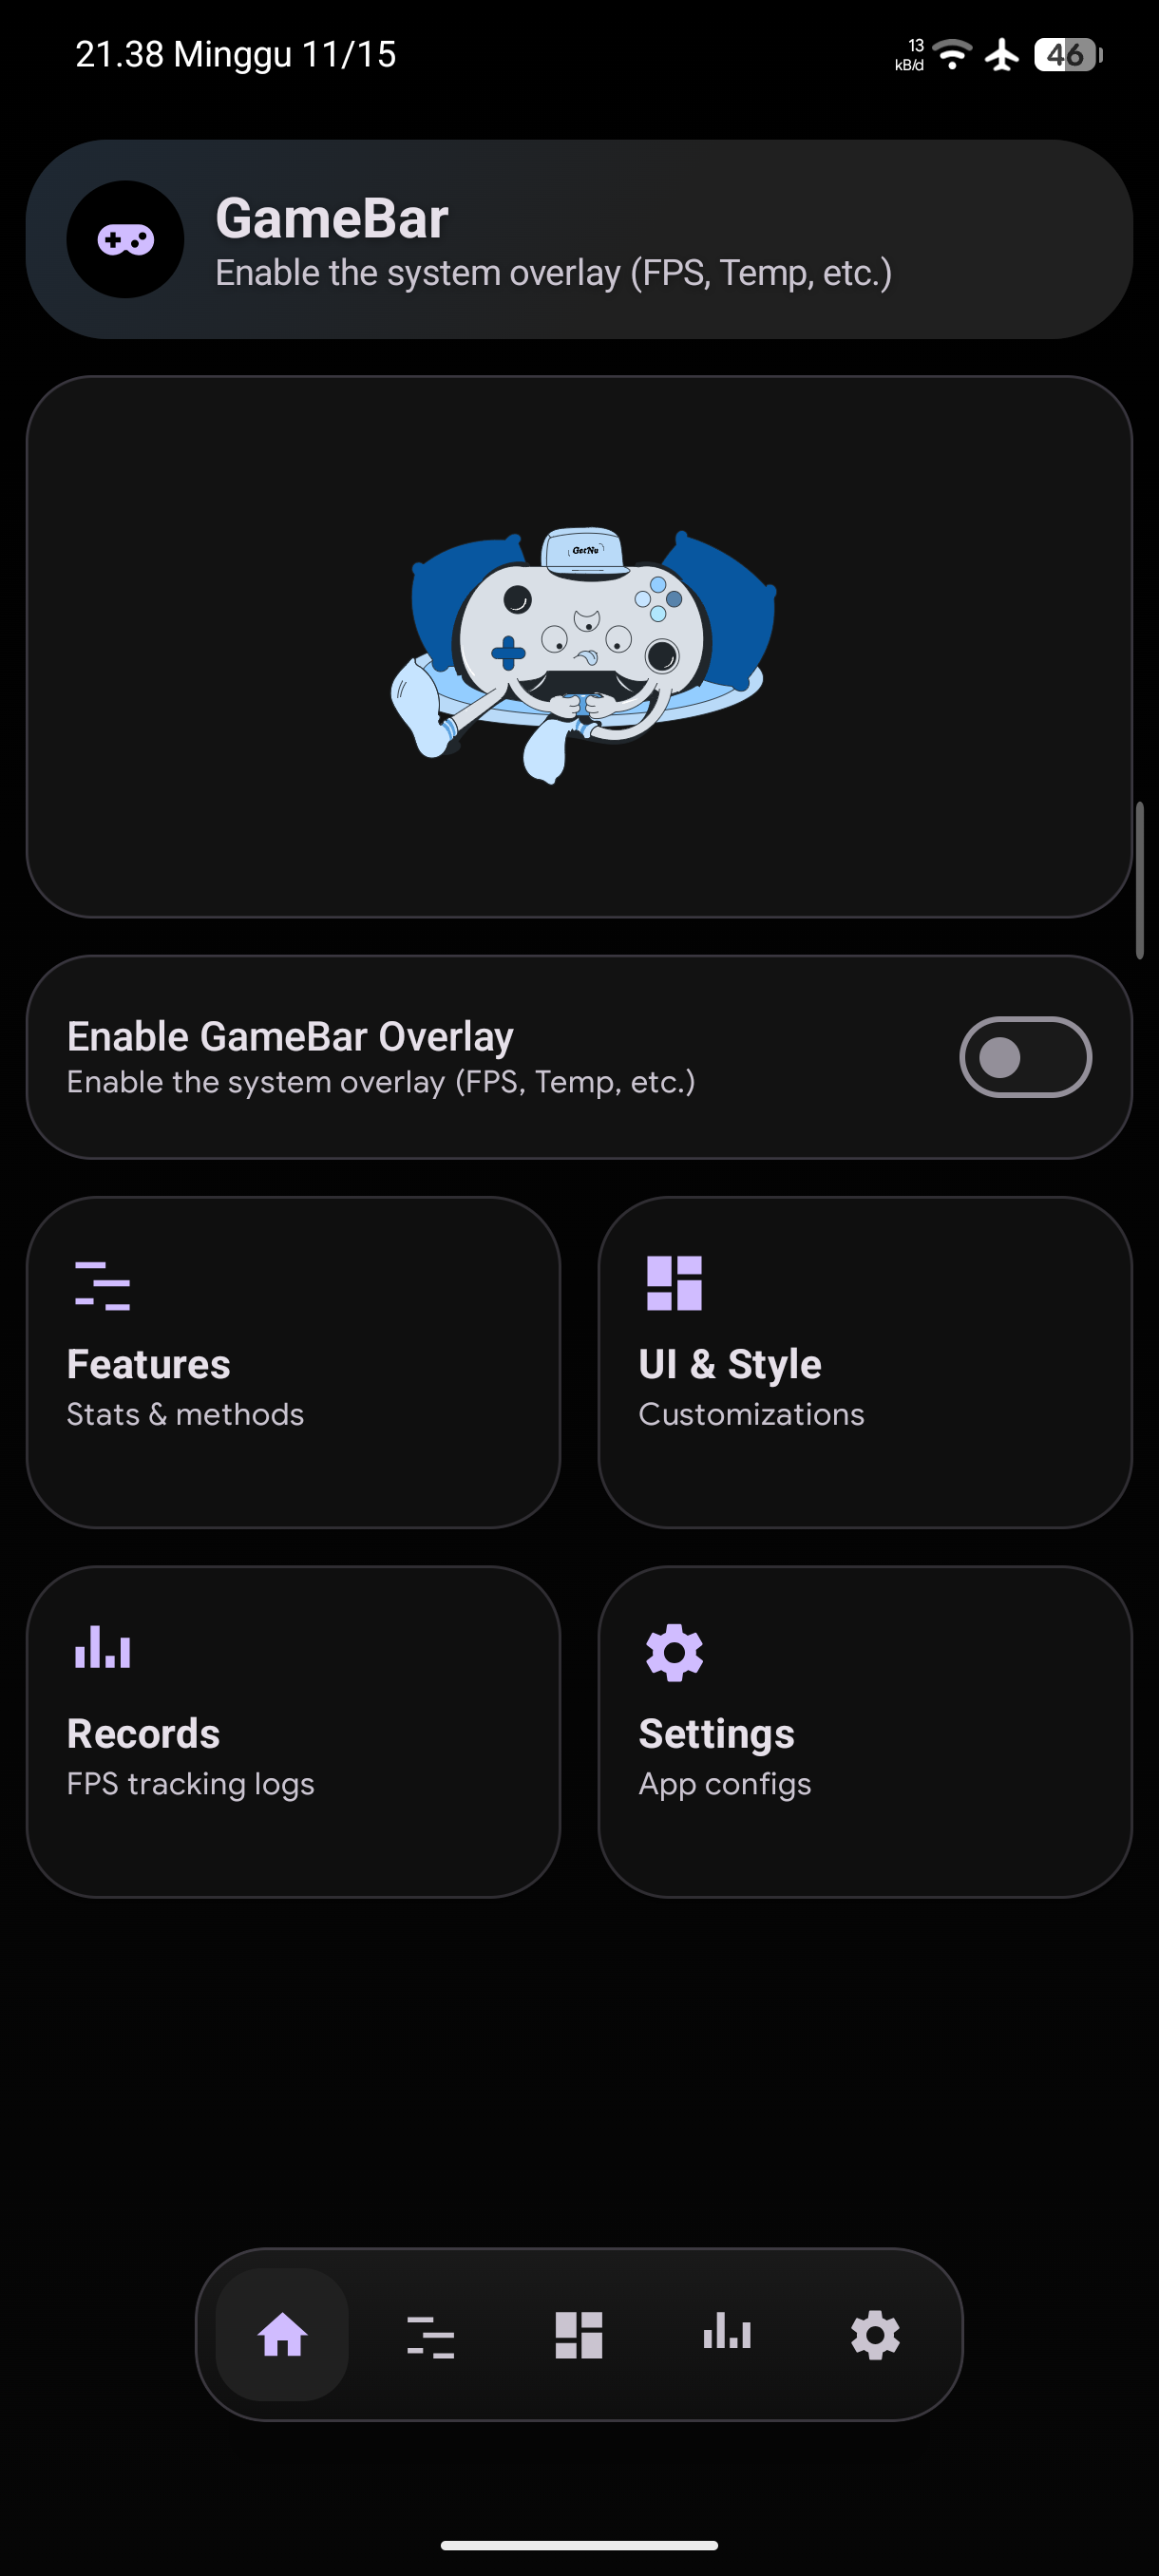 21.38 Minggu 11/15
13
kB/d
46
GameBar
Enable the system overlay (FPS, Temp, etc.)
GetNu
Enable GameBar Overlay
Enable the system overlay (FPS, Temp, etc.)
Features
Stats & methods
UI & Style
Customizations
Records
FPS tracking logs
Settings
App configs